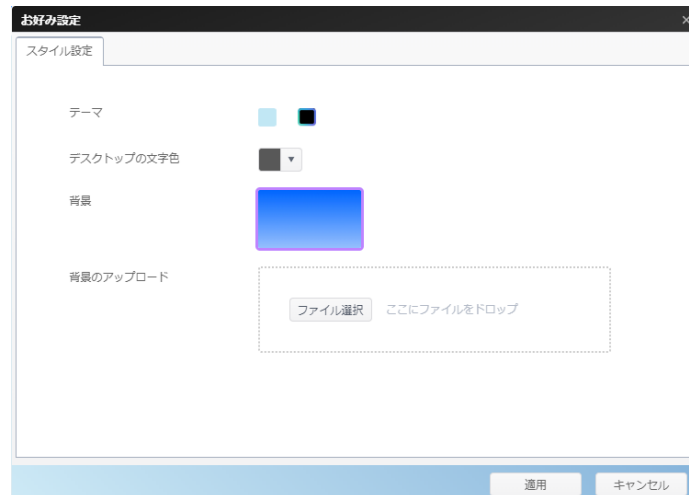 お好み設定
スタイル設定
テーマ
デスクトップの文字色
背景
背景のアップロード
ファイル選択 ここにファイルをドロップ
適用 キャンセル